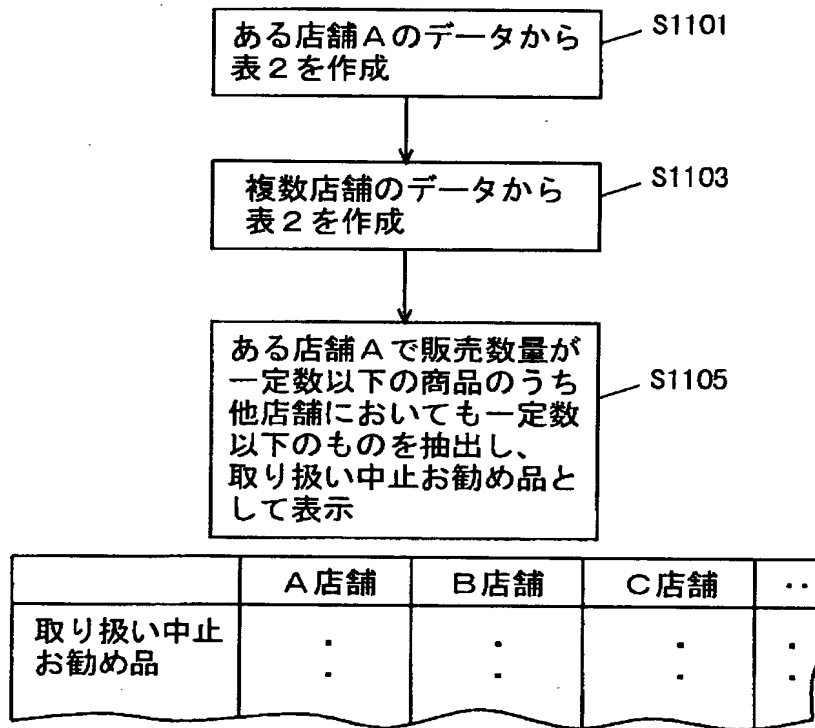 ある店舗Aのデータから
表2を作成
S1101
複数店舗のデータから
表2を作成
S1103
ある店舗Aで販売数量が
一定数以下の商品のうち
他店舗においても一定数
以下のものを抽出し、
取り扱い中止お勧め品と
して表示
S1105
A店舗 B店舗 C店舗 ‥
取り扱い中止
お勧め品